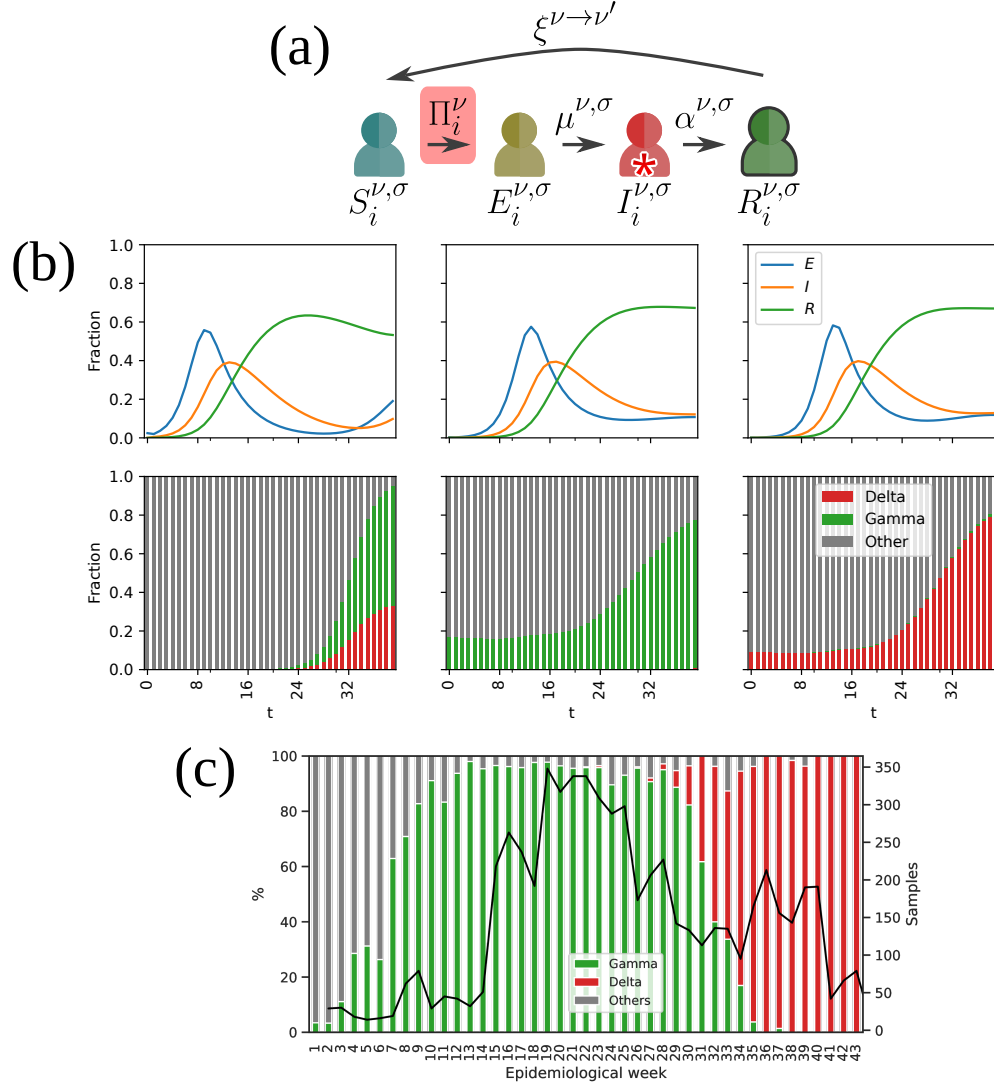 (a)
ξ^{ν→ν′}
Π_i^ν
μ^{ν,σ}
α^{ν,σ}
S_i^{ν,σ} E_i^{ν,σ} I_i^{ν,σ} R_i^{ν,σ}
*
(b)
Fraction
1.0
0.8
0.6
0.4
0.2
0.0
E
I
R
Fraction
1.0
0.8
0.6
0.4
0.2
0.0
Delta
Gamma
Other
0 8 16 24 32
0 8 16 24 32
0 8 16 24 32
t t t
(c)
%
100
80
60
40
20
0
Gamma
Delta
Others
350
300
250
200
150
100
50
0
Samples
1 2 3 4 5 6 7 8 9 10 11 12 13 14 15 16 17 18 19 20 21 22 23 24 25 26 27 28 29 30 31 32 33 34 35 36 37 38 39 40 41 42 43
Epidemiological week